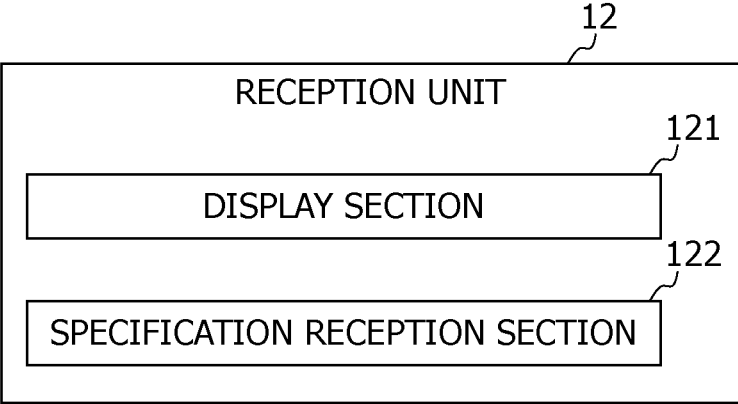 12
RECEPTION UNIT
121
DISPLAY SECTION
122
SPECIFICATION RECEPTION SECTION